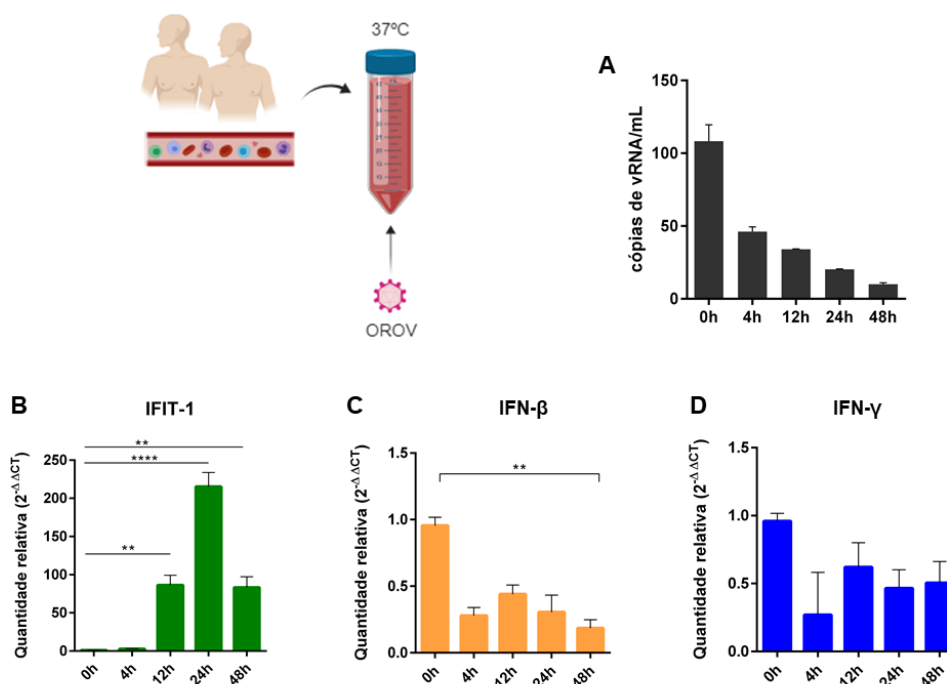 37ºC
OROV
A
cópias de vRNA/mL
150
100
50
0
0h 4h 12h 24h 48h
B
IFIT-1
Quantidade relativa (2^-ΔΔCT)
**
****
**
250
200
150
100
50
0
0h 4h 12h 24h 48h
C
IFN-β
Quantidade relativa (2^-ΔΔCT)
**
1.5
1.0
0.5
0.0
0h 4h 12h 24h 48h
D
IFN-γ
Quantidade relativa (2^-ΔΔCT)
1.5
1.0
0.5
0.0
0h 4h 12h 24h 48h